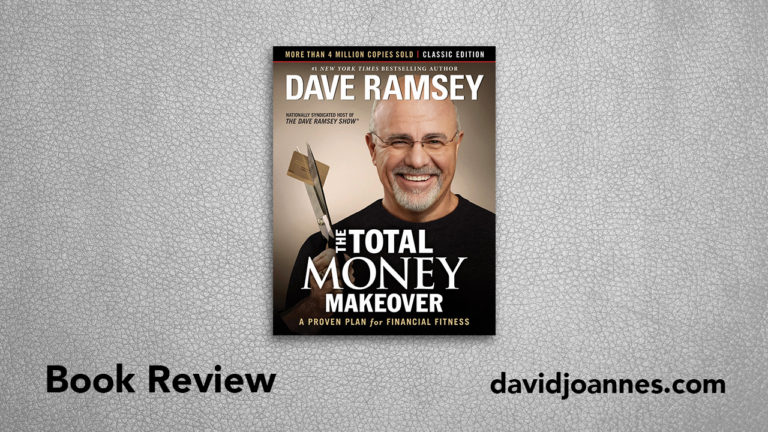 MORE THAN 4 MILLION COPIES SOLD | CLASSIC EDITION
#1 NEW YORK TIMES BESTSELLING AUTHOR
DAVE RAMSEY
NATIONALLY SYNDICATED HOST OF
THE DAVE RAMSEY SHOW™
THE TOTAL
MONEY
MAKEOVER
A PROVEN PLAN for FINANCIAL FITNESS
Book Review
davidjoannes.com